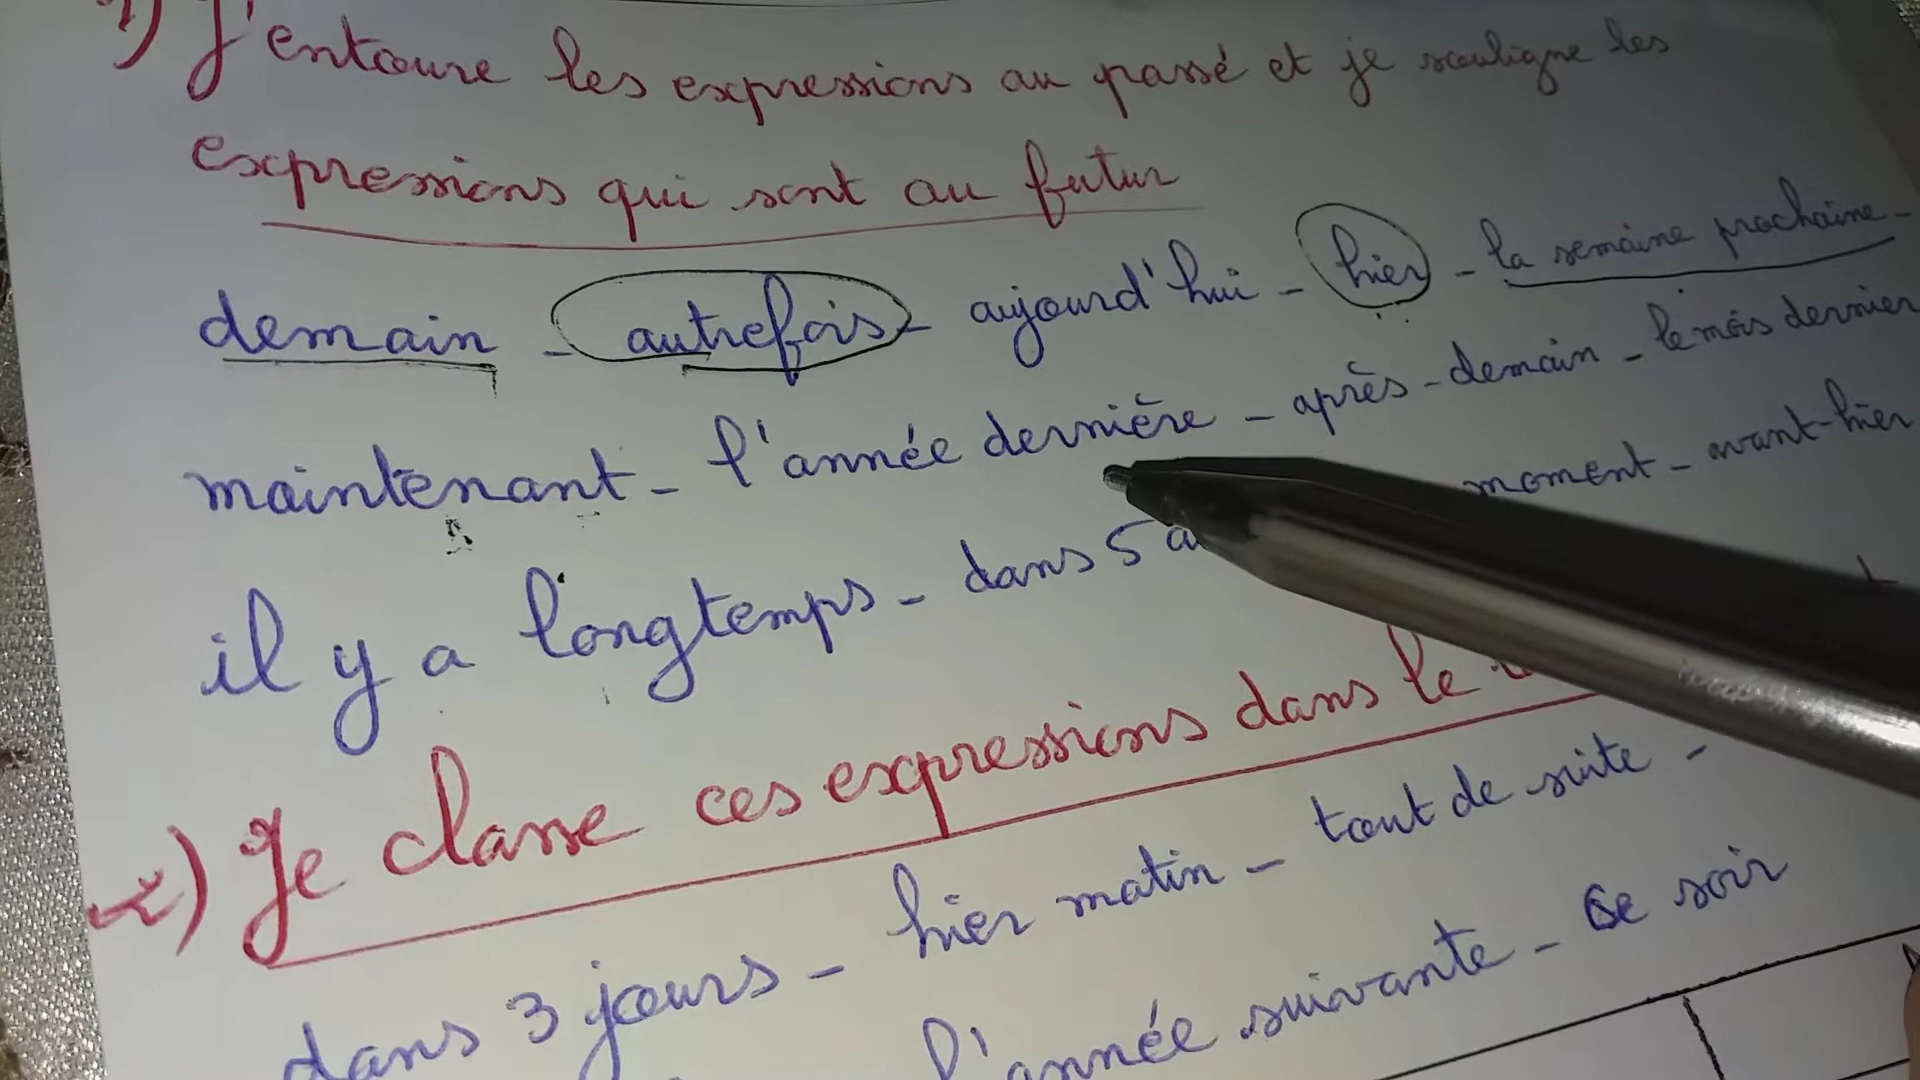 1) J'entoure les expressions au passé et je souligne les
expressions qui sont au futur
demain - autrefois - aujourd'hui - hier - la semaine prochaine -
maintenant - l'année dernière - après-demain - le mois dernier
il y a longtemps - dans 5 moment - avant-hier
2) Je classe ces expressions dans le
dans 3 jours - hier matin - tout de suite -
l'année suivante - ce soir